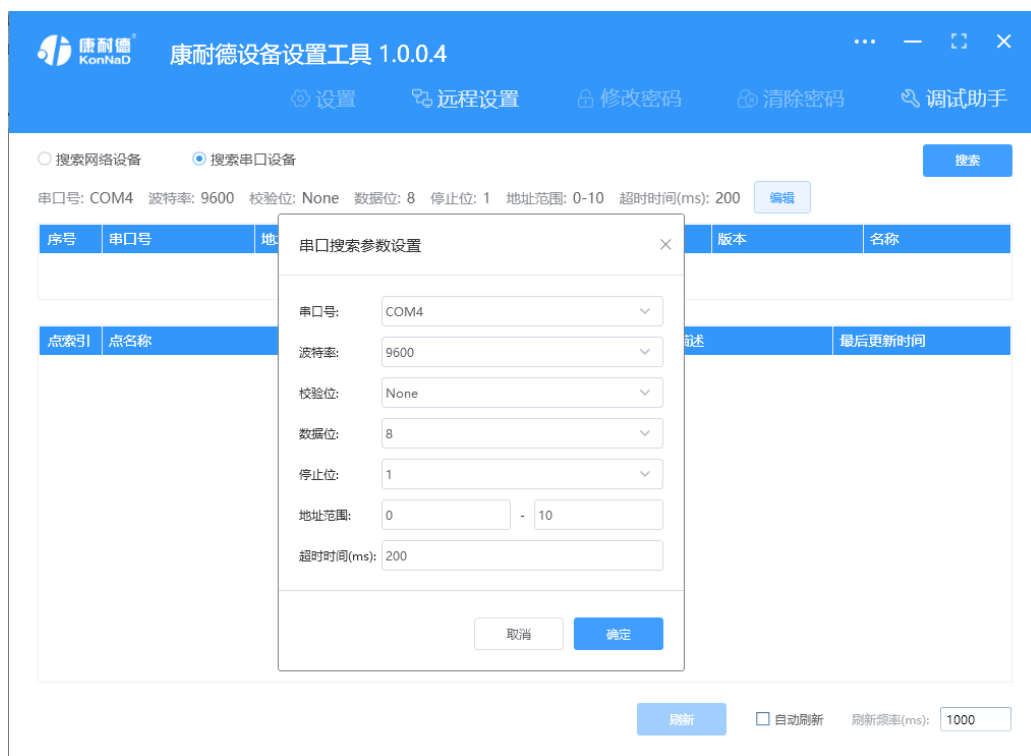 康耐德®
KonNaD
康耐德设备设置工具 1.0.0.4
设置 远程设置 修改密码 清除密码 调试助手
搜索网络设备 搜索串口设备 搜索
串口号: COM4 波特率: 9600 校验位: None 数据位: 8 停止位: 1 地址范围: 0-10 超时时间(ms): 200 编辑
序号 串口号 版本 名称
串口搜索参数设置
串口号: COM4
点索引 点名称 最后更新时间
波特率: 9600
校验位: None
数据位: 8
停止位: 1
地址范围: 0 - 10
超时时间(ms): 200
取消 确定
刷新 自动刷新 刷新频率(ms): 1000